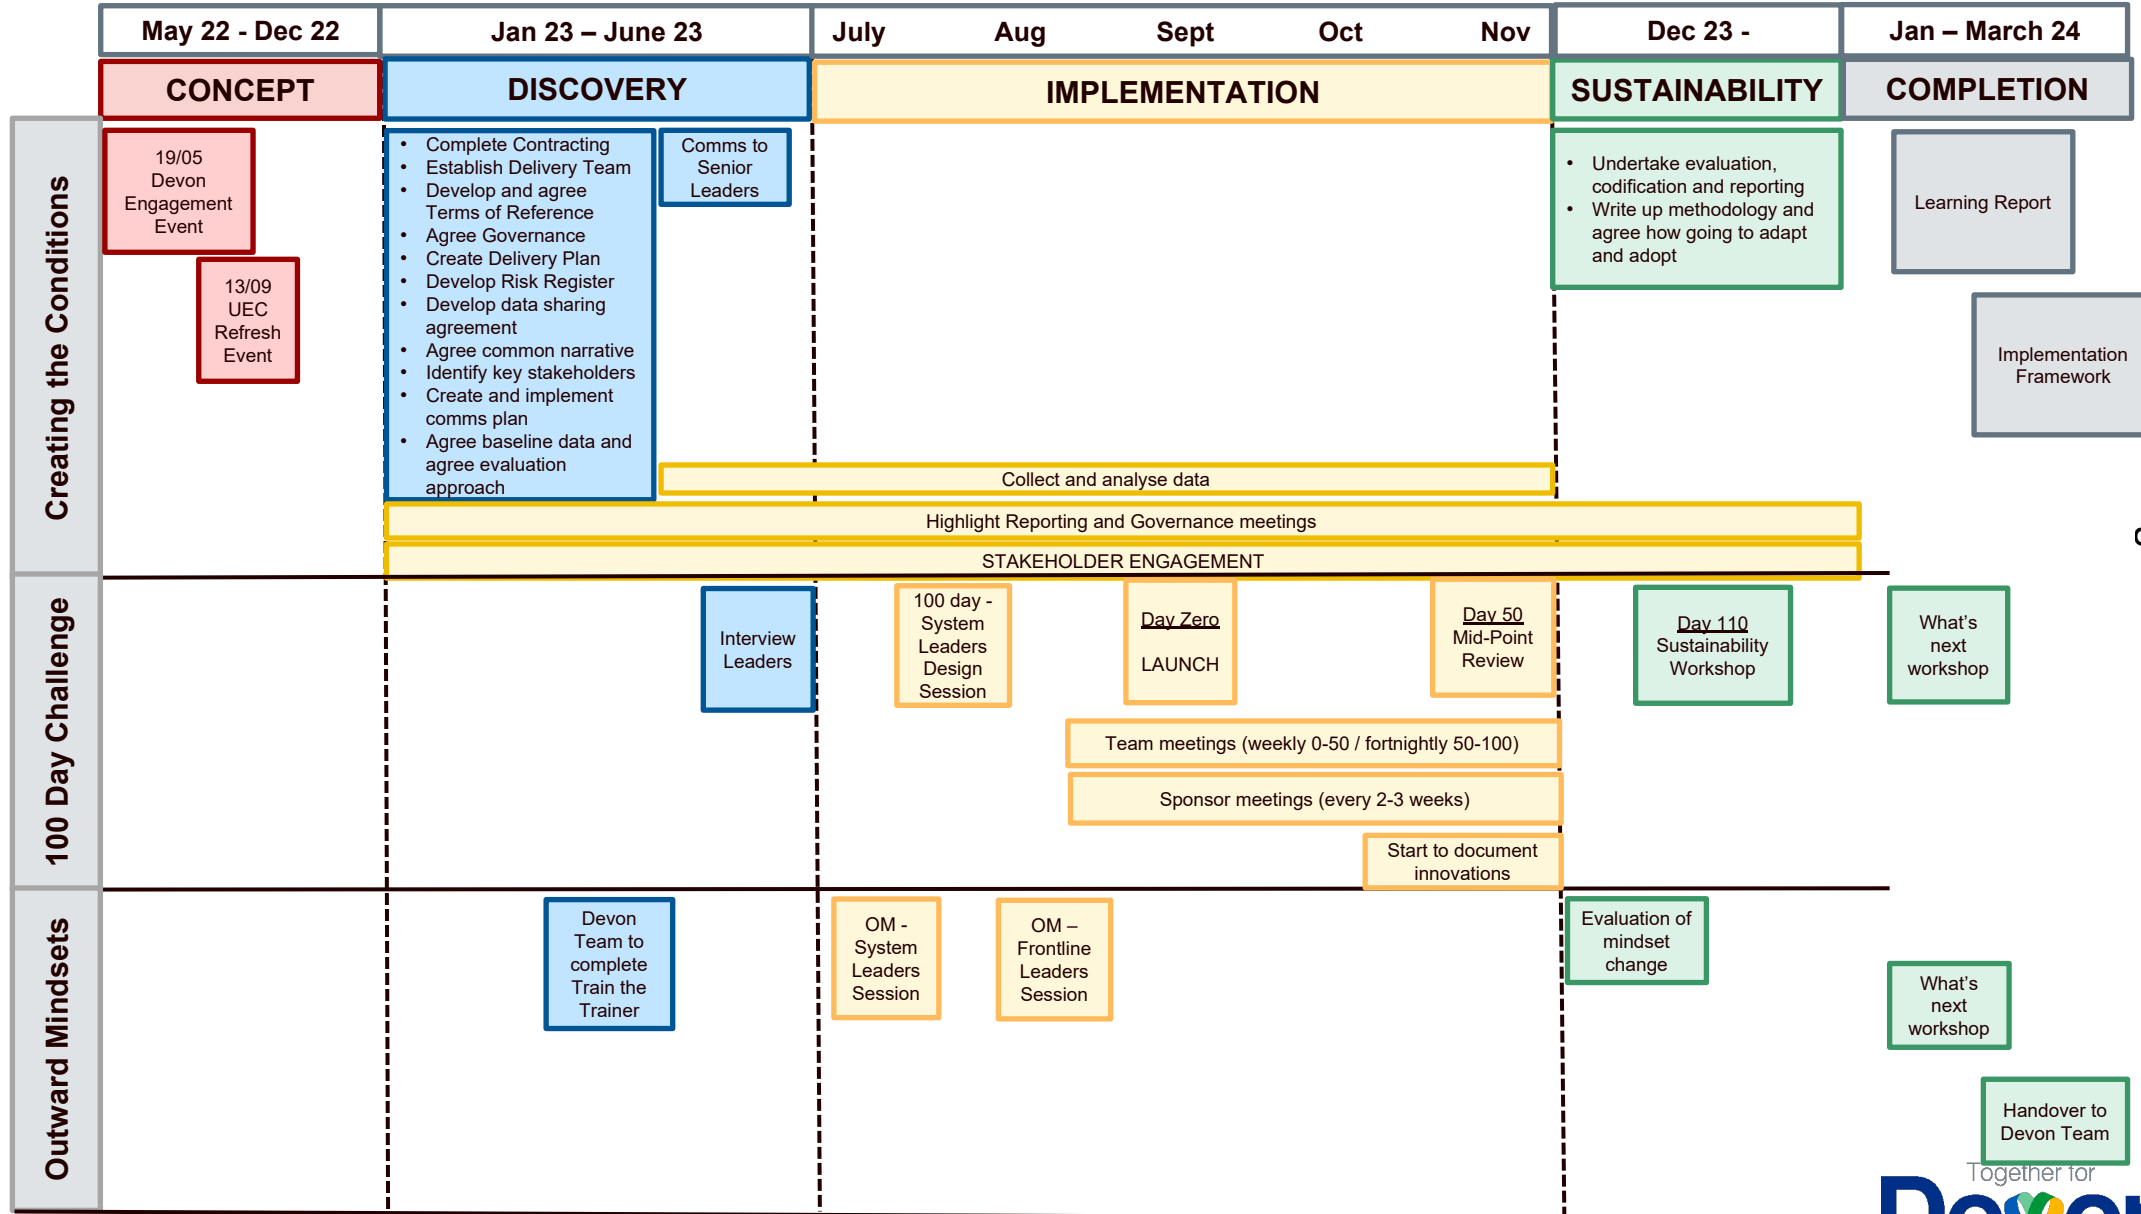 May 22 - Dec 22
Jan 23 – June 23
July
Aug
Sept
Oct
Nov
Dec 23 -
Jan – March 24
CONCEPT
DISCOVERY
IMPLEMENTATION
SUSTAINABILITY
COMPLETION
Creating the Conditions
19/05
Devon
Engagement
Event
13/09
UEC
Refresh
Event
• Complete Contracting
• Establish Delivery Team
• Develop and agree
Terms of Reference
• Agree Governance
• Create Delivery Plan
• Develop Risk Register
• Develop data sharing
agreement
• Agree common narrative
• Identify key stakeholders
• Create and implement
comms plan
• Agree baseline data and
agree evaluation
approach
Comms to
Senior
Leaders
• Undertake evaluation,
codification and reporting
• Write up methodology and
agree how going to adapt
and adopt
Learning Report
Implementation
Framework
Collect and analyse data
Highlight Reporting and Governance meetings
STAKEHOLDER ENGAGEMENT
100 Day Challenge
Interview
Leaders
100 day -
System
Leaders
Design
Session
Day Zero
LAUNCH
Day 50
Mid-Point
Review
Day 110
Sustainability
Workshop
What's
next
workshop
Team meetings (weekly 0-50 / fortnightly 50-100)
Sponsor meetings (every 2-3 weeks)
Start to document
innovations
Outward Mindsets
Devon
Team to
complete
Train the
Trainer
OM -
System
Leaders
Session
OM –
Frontline
Leaders
Session
Evaluation of
mindset
change
What's
next
workshop
Handover to
Devon Team
Together for